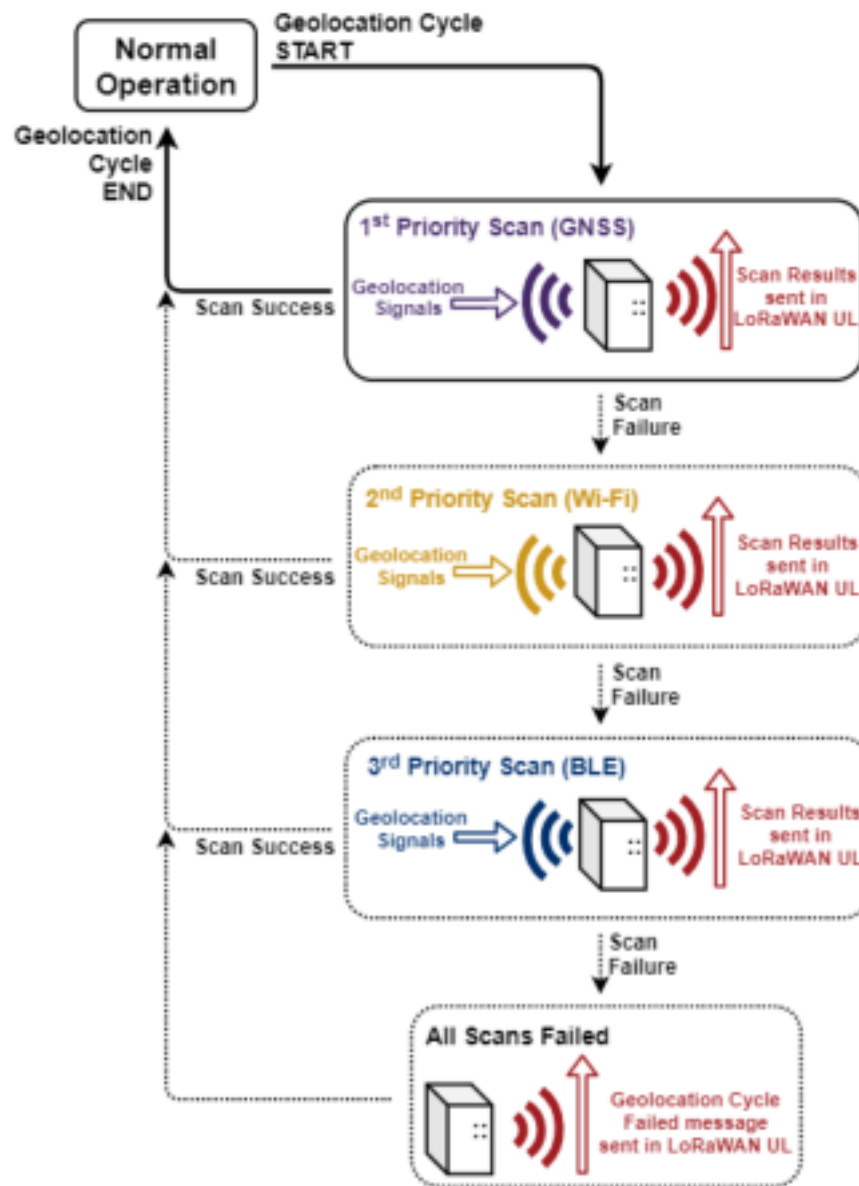 Normal
Operation
Geolocation Cycle
START
Geolocation
Cycle
END
1st Priority Scan (GNSS)
Geolocation
Signals
Scan Results
sent in
LoRaWAN UL
Scan Success
Scan
Failure
2nd Priority Scan (Wi-Fi)
Geolocation
Signals
Scan Results
sent in
LoRaWAN UL
Scan Success
Scan
Failure
3rd Priority Scan (BLE)
Geolocation
Signals
Scan Results
sent in
LoRaWAN UL
Scan Success
Scan
Failure
All Scans Failed
Geolocation Cycle
Failed message
sent in LoRaWAN UL